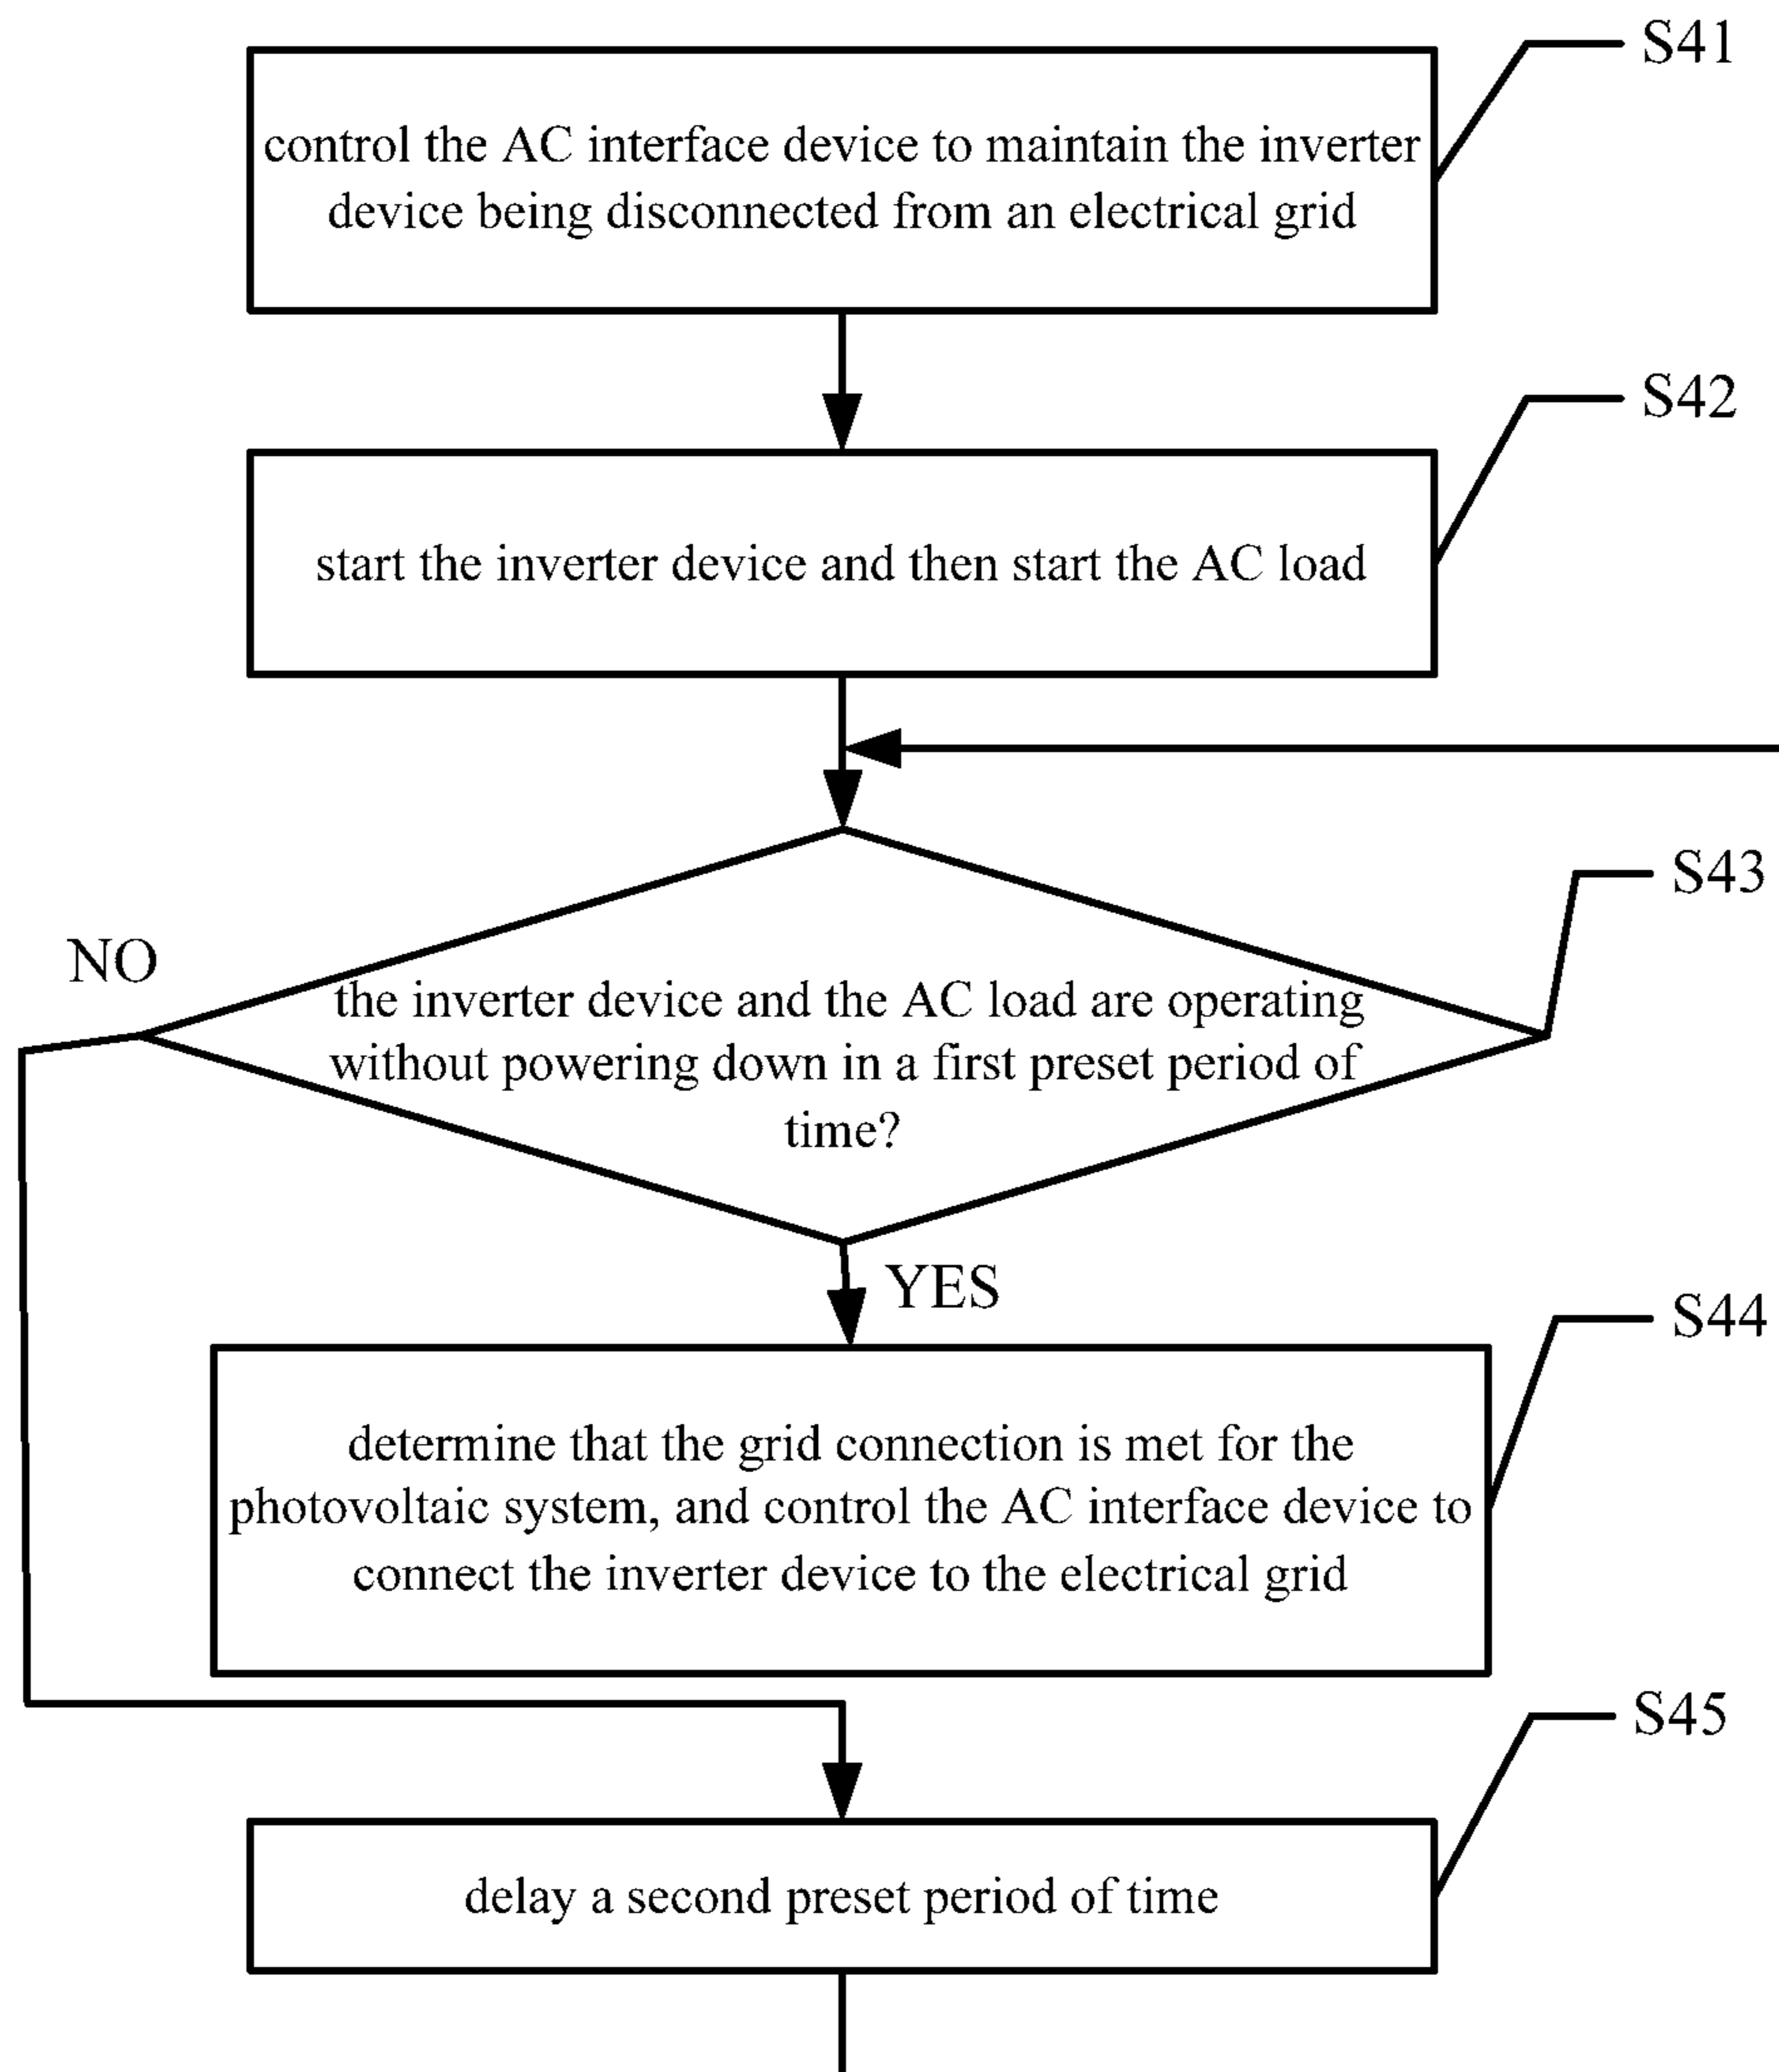 S41
control the AC interface device to maintain the inverter
device being disconnected from an electrical grid
S42
start the inverter device and then start the AC load
S43
NO
the inverter device and the AC load are operating
without powering down in a first preset period of
time?
YES
S44
determine that the grid connection is met for the
photovoltaic system, and control the AC interface device to
connect the inverter device to the electrical grid
S45
delay a second preset period of time